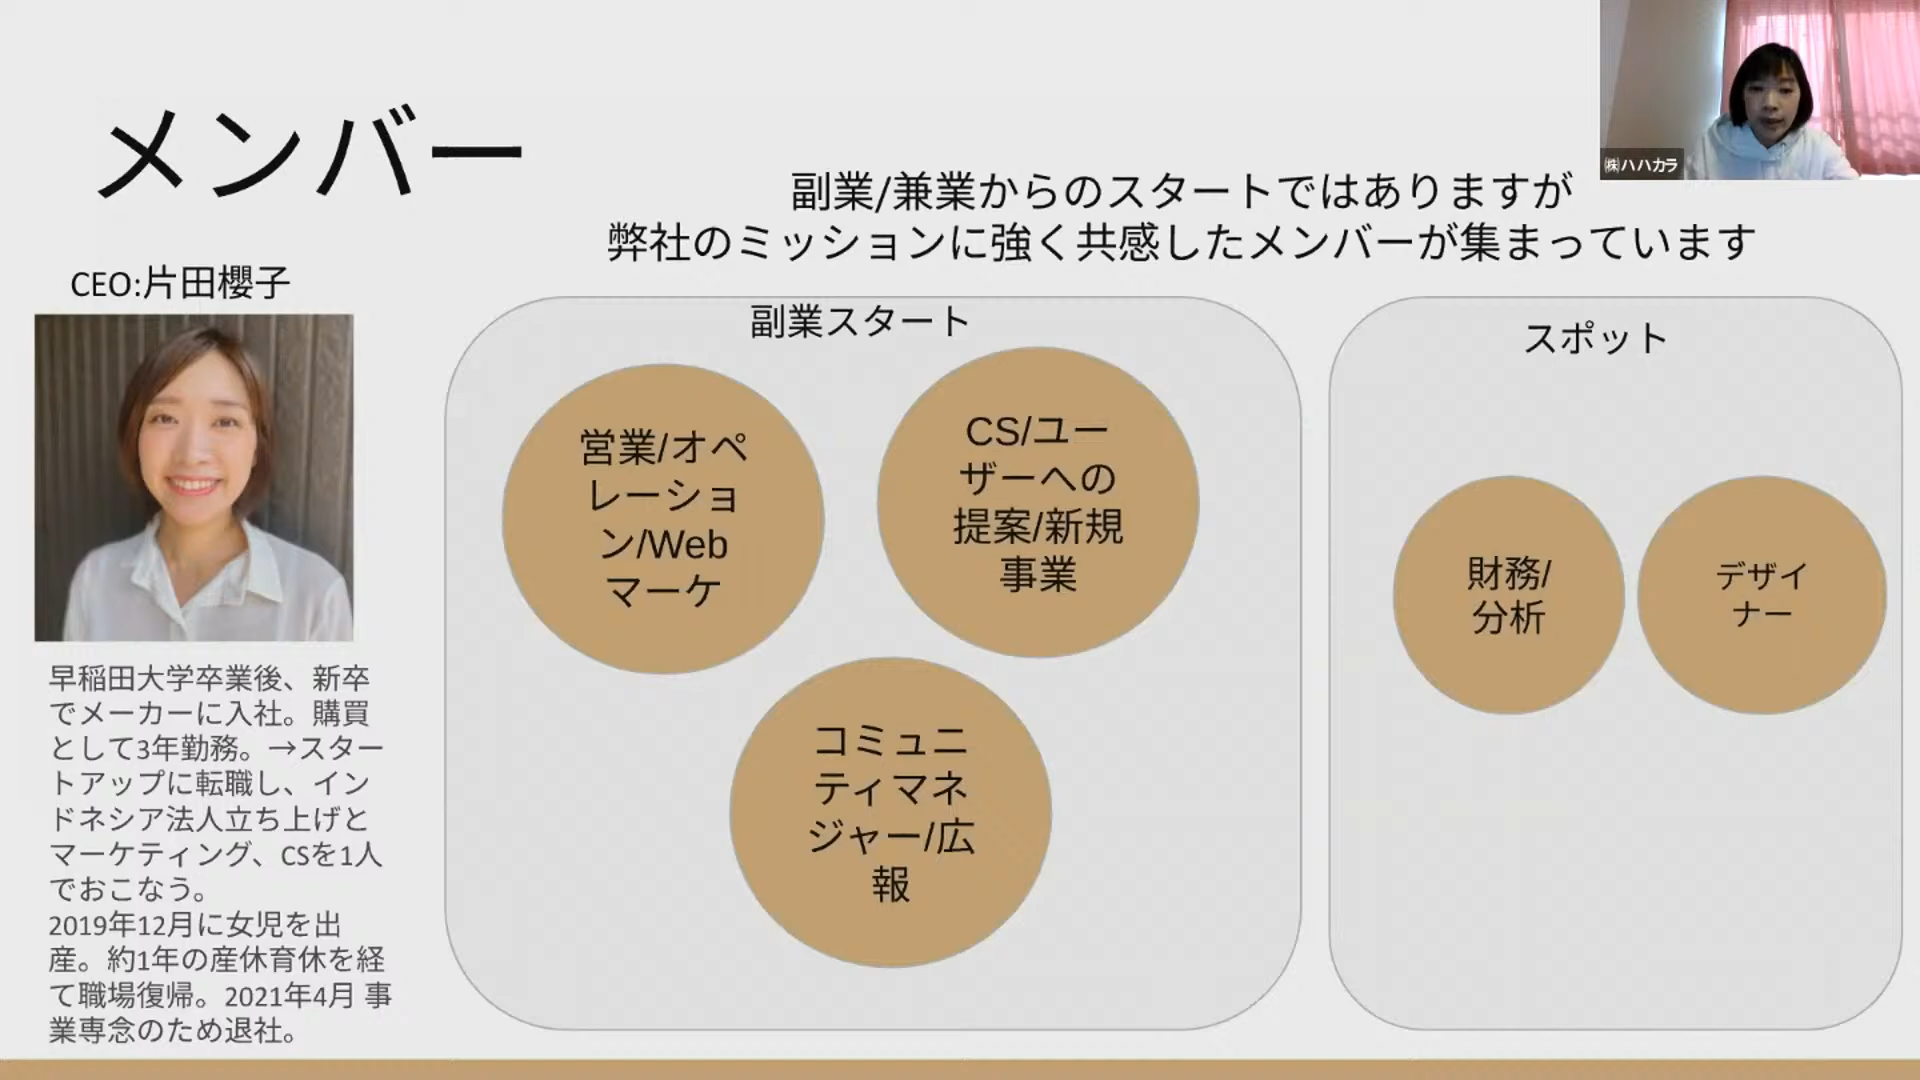 メンバー
㈱ハハカラ
副業/兼業からのスタートではありますが
弊社のミッションに強く共感したメンバーが集まっています
CEO:片田櫻子
早稲田大学卒業後、新卒
でメーカーに入社。購買
として3年勤務。→スター
トアップに転職し、イン
ドネシア法人立ち上げと
マーケティング、CSを1人
でおこなう。
2019年12月に女児を出
産。約1年の産休育休を経
て職場復帰。2021年4月 事
業専念のため退社。
副業スタート
営業/オペ
レーショ
ン/Web
マーケ
CS/ユー
ザーへの
提案/新規
事業
コミュニ
ティマネ
ジャー/広
報
スポット
財務/
分析
デザイ
ナー